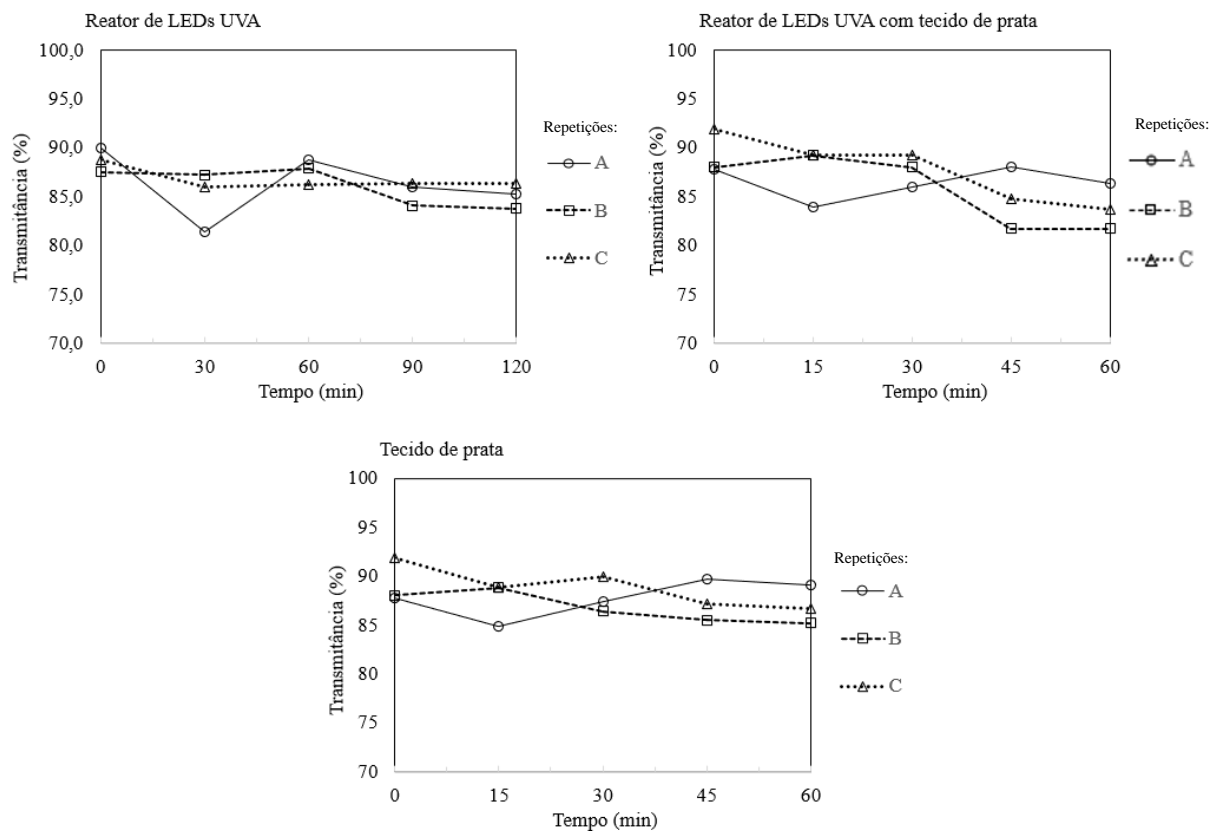 Reator de LEDs UVA
100,0
95,0
90,0
85,0
80,0
75,0
70,0
Transmitância (%)
0 30 60 90 120
Tempo (min)
Repetições:
A
B
C
Reator de LEDs UVA com tecido de prata
100
95
90
85
80
75
70
Transmitância (%)
0 15 30 45 60
Tempo (min)
Repetições:
A
B
C
Tecido de prata
100
95
90
85
80
75
70
Transmitância (%)
0 15 30 45 60
Tempo (min)
Repetições:
A
B
C